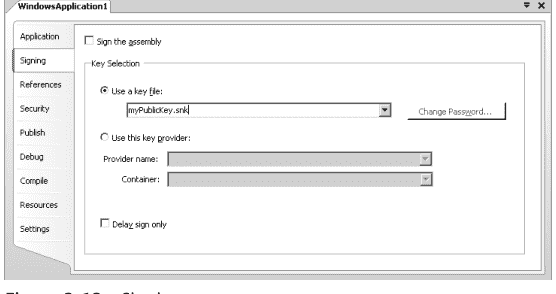 WindowsApplication1
Application
Signing
References
Security
Publish
Debug
Compile
Resources
Settings
Sign the assembly
Key Selection
Use a key file:
myPublicKey.snk
Change Password...
Use this key provider:
Provider name:
Container:
Delay sign only